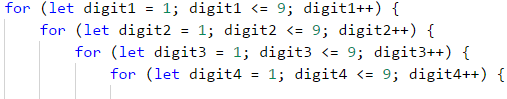 for (let digit1 = 1; digit1 <= 9; digit1++) {
for (let digit2 = 1; digit2 <= 9; digit2++) {
for (let digit3 = 1; digit3 <= 9; digit3++) {
for (let digit4 = 1; digit4 <= 9; digit4++) {